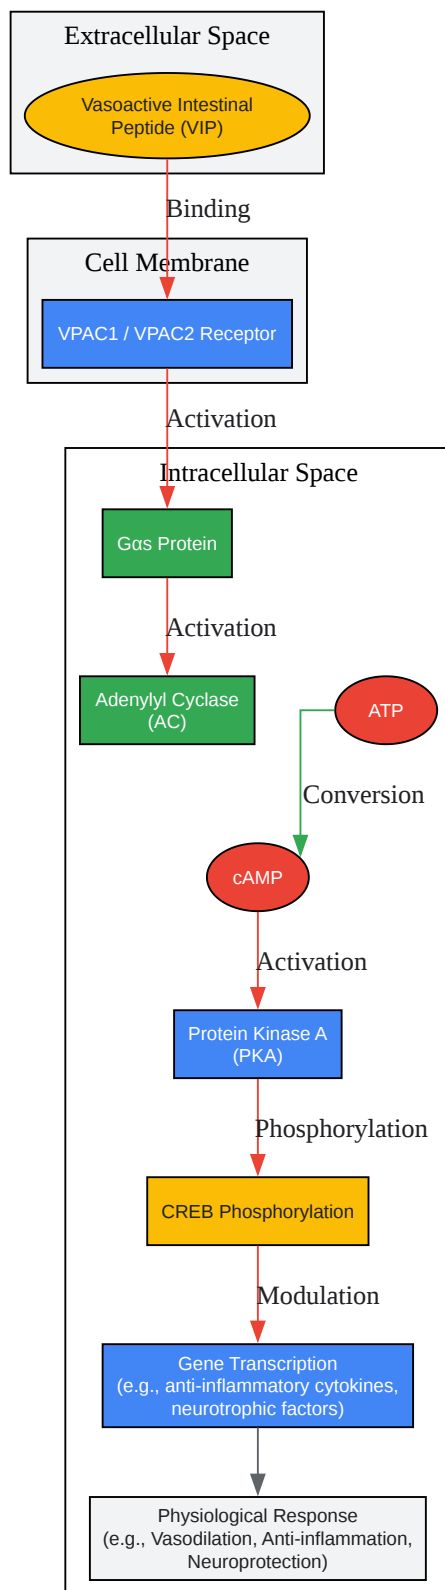 Extracellular Space
Vasoactive Intestinal
Peptide (VIP)
Binding
Cell Membrane
VPAC1 / VPAC2 Receptor
Activation
Intracellular Space
Gαs Protein
Activation
Adenylyl Cyclase
(AC)
ATP
Conversion
cAMP
Activation
Protein Kinase A
(PKA)
Phosphorylation
CREB Phosphorylation
Modulation
Gene Transcription
(e.g., anti-inflammatory cytokines,
neurotrophic factors)
Physiological Response
(e.g., Vasodilation, Anti-inflammation,
Neuroprotection)